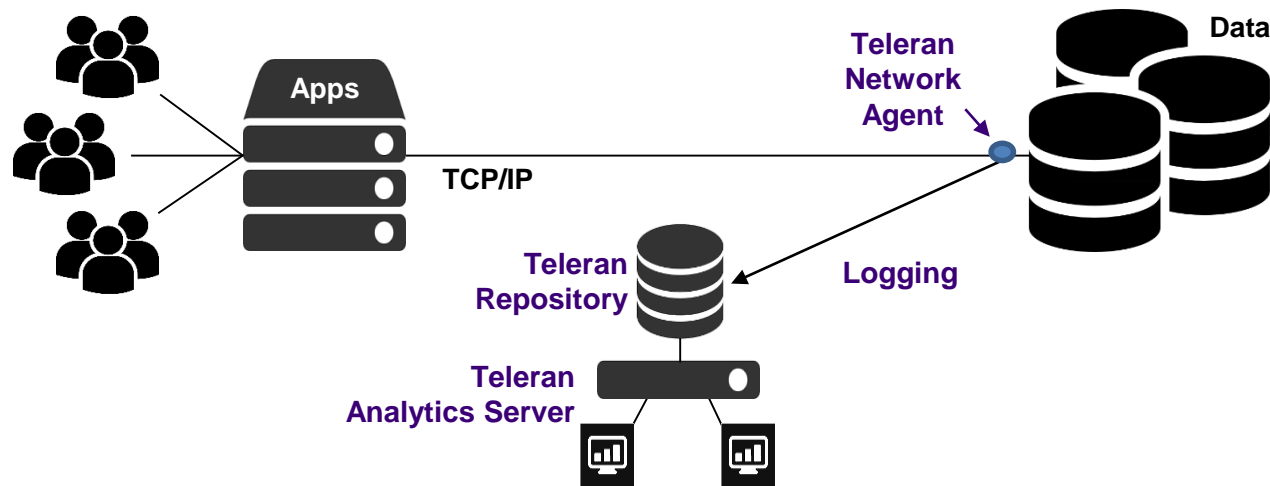 Data
Teleran
Network
Agent
Apps
TCP/IP
Teleran
Repository
Logging
Teleran
Analytics Server